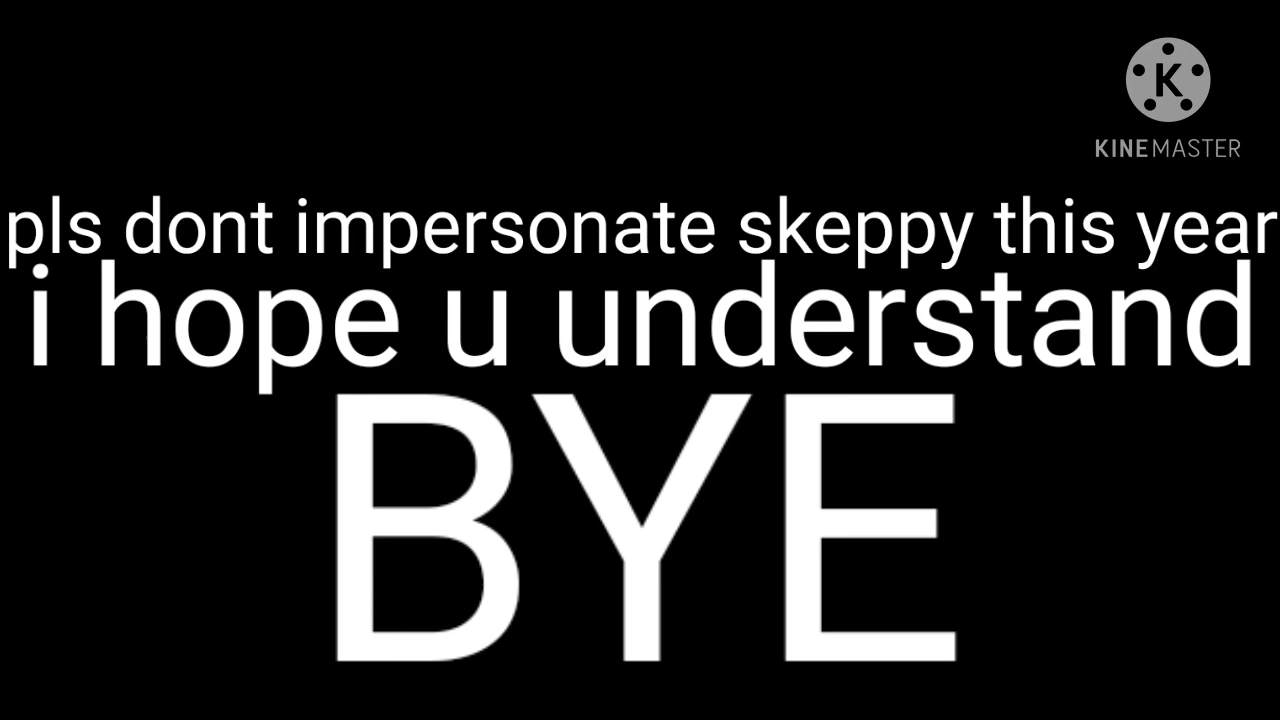 K
KINEMASTER
pls dont impersonate skeppy this year
i hope u understand
BYE